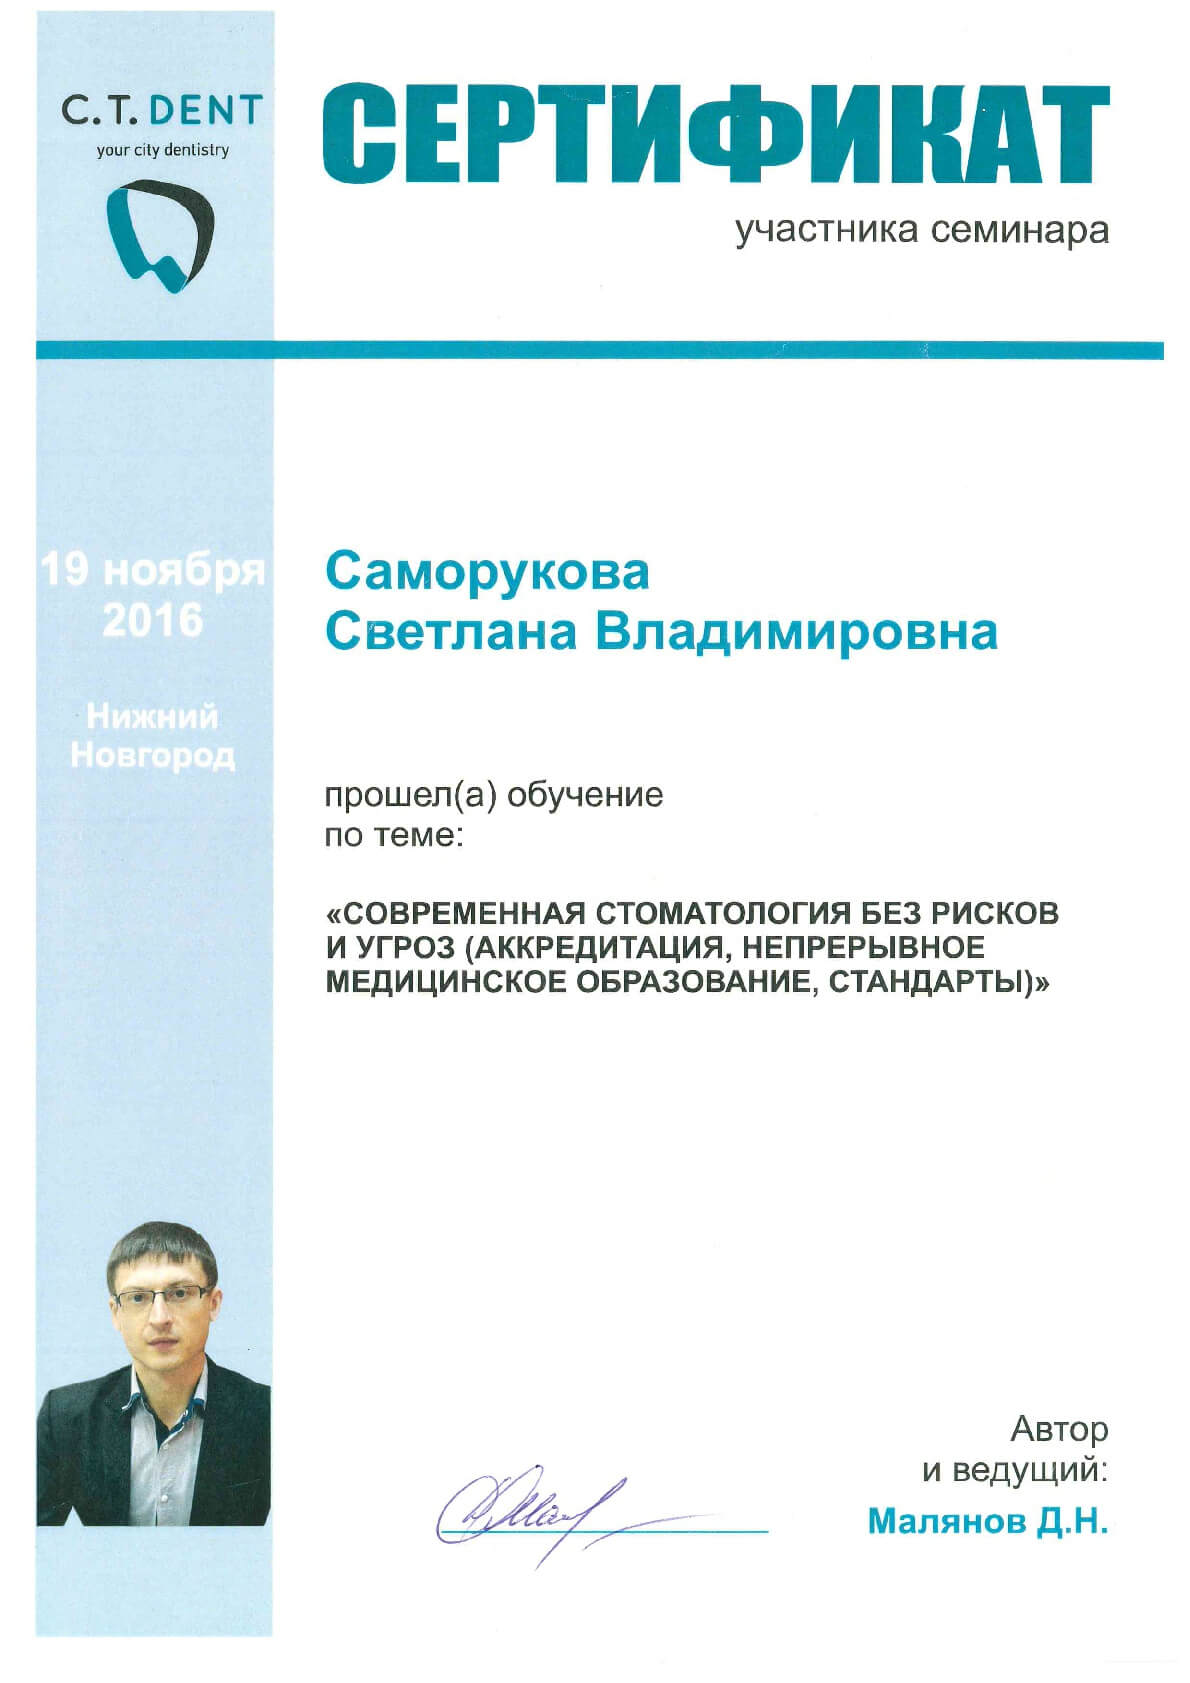 C.T. DENT
your city dentistry
СЕРТИФИКАТ
участника семинара
19 ноября
2016
Нижний
Новгород
Саморукова
Светлана Владимировна
прошел(а) обучение
по теме:
«СОВРЕМЕННАЯ СТОМАТОЛОГИЯ БЕЗ РИСКОВ
И УГРОЗ (АККРЕДИТАЦИЯ, НЕПРЕРЫВНОЕ
МЕДИЦИНСКОЕ ОБРАЗОВАНИЕ, СТАНДАРТЫ)»
Автор
и ведущий:
Малянов Д.Н.